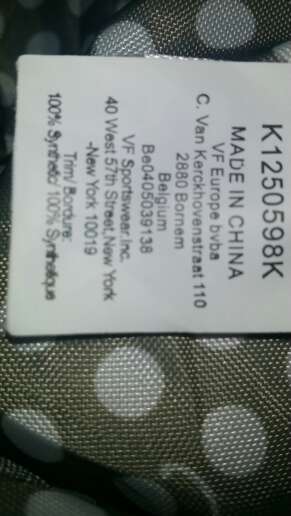 K1250598K
MADE IN CHINA
VF Europe bvba
C. Van Kerckhovenstraat 110
2880 Bornem
Belgium
Be0405039138
VF Sportswear,Inc.
40 West 57th Street,New York
-New York 10019
Trim/ Bordure:
100% Synthetic/ 100% Synthetique